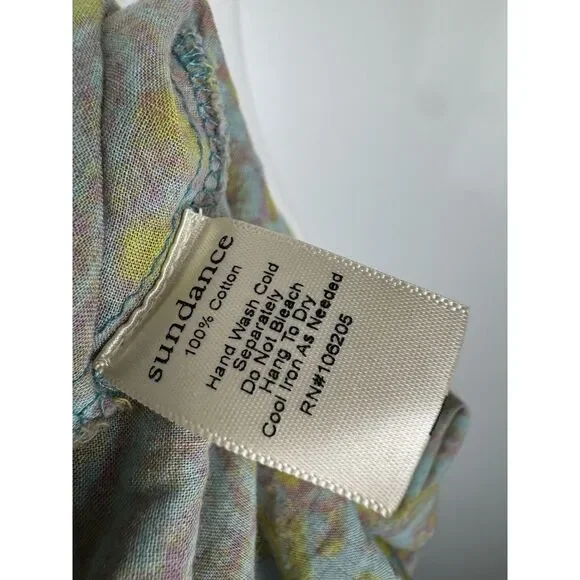 sundance
100% Cotton
Hand Wash Cold
Separately
Do Not Bleach
Hang To Dry
Cool Iron As Needed
RN#106205